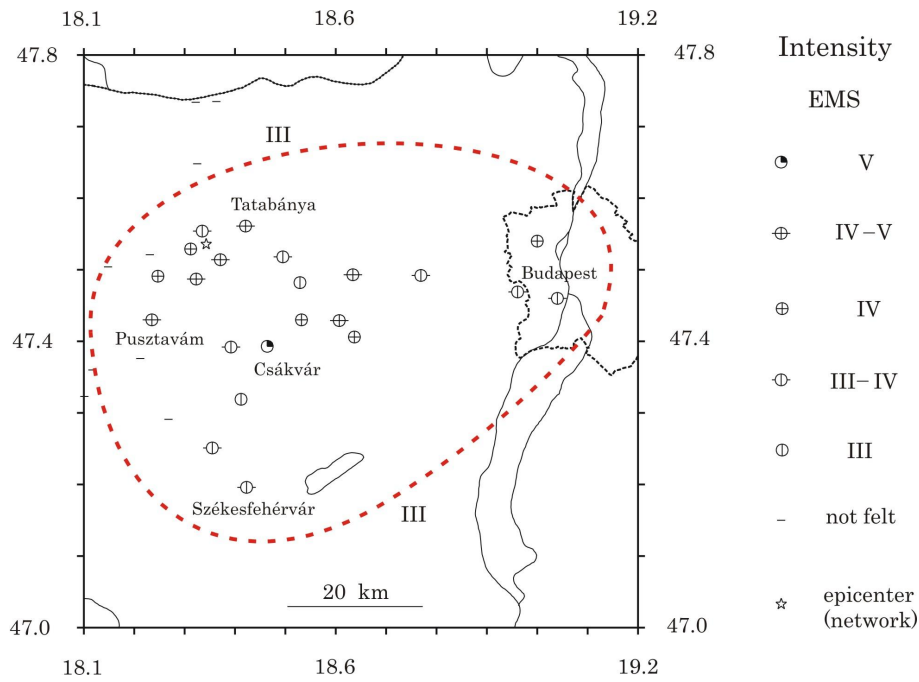 18.1 18.6 19.2
47.8 47.8
Intensity
EMS
III
V
Tatabánya
IV–V
Budapest
IV
Pusztavám
47.4 47.4
Csákvár
III–IV
III
Székesfehérvár
III
not felt
20 km
epicenter
(network)
47.0 47.0
18.1 18.6 19.2